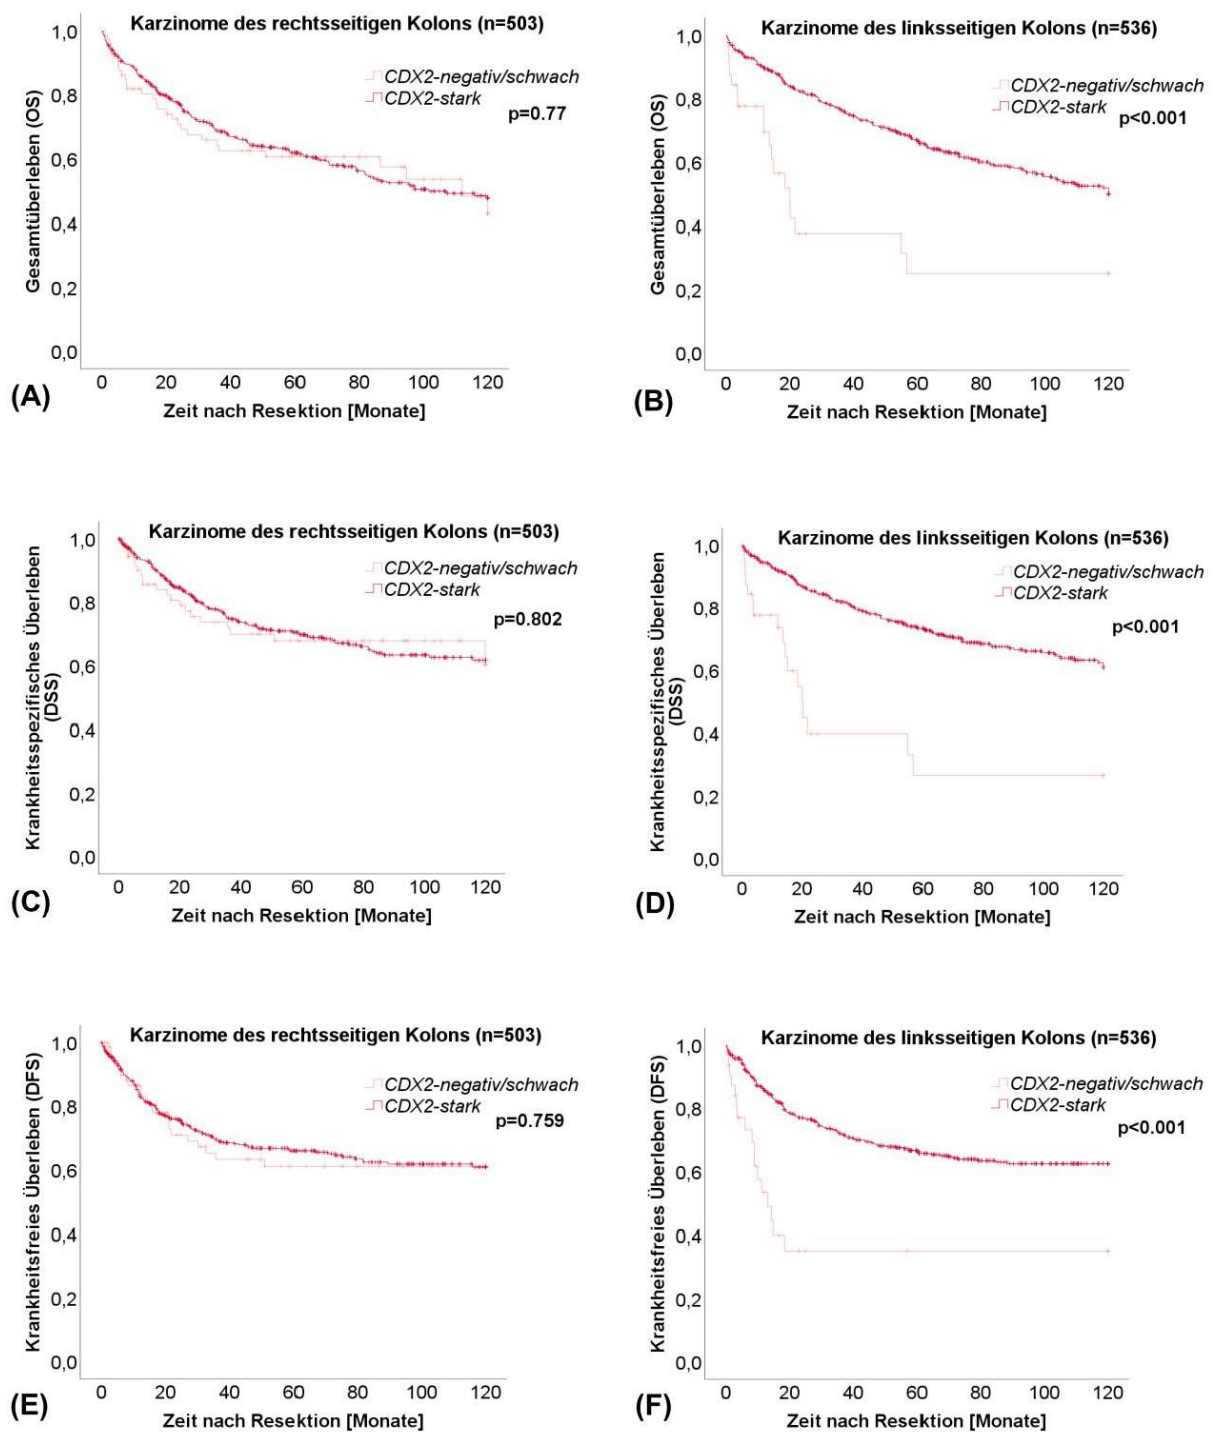 Karzinome des rechtsseitigen Kolons (n=503)
1,0
0,8
0,6
0,4
0,2
0,0
Gesamtüberleben (OS)
CDX2-negativ/schwach
CDX2-stark
p=0.77
0 20 40 60 80 100 120
Zeit nach Resektion [Monate]
(A)
Karzinome des linksseitigen Kolons (n=536)
1,0
0,8
0,6
0,4
0,2
0,0
Gesamtüberleben (OS)
CDX2-negativ/schwach
CDX2-stark
p<0.001
0 20 40 60 80 100 120
Zeit nach Resektion [Monate]
(B)
Karzinome des rechtsseitigen Kolons (n=503)
1,0
0,8
0,6
0,4
0,2
0,0
Krankheitsspezifisches Überleben
(DSS)
CDX2-negativ/schwach
CDX2-stark
p=0.802
0 20 40 60 80 100 120
Zeit nach Resektion [Monate]
(C)
Karzinome des linksseitigen Kolons (n=536)
1,0
0,8
0,6
0,4
0,2
0,0
Krankheitsspezifisches Überleben
(DSS)
CDX2-negativ/schwach
CDX2-stark
p<0.001
0 20 40 60 80 100 120
Zeit nach Resektion [Monate]
(D)
Karzinome des rechtsseitigen Kolons (n=503)
1,0
0,8
0,6
0,4
0,2
0,0
Krankheitsfreies Überleben (DFS)
CDX2-negativ/schwach
CDX2-stark
p=0.759
0 20 40 60 80 100 120
Zeit nach Resektion [Monate]
(E)
Karzinome des linksseitigen Kolons (n=536)
1,0
0,8
0,6
0,4
0,2
0,0
Krankheitsfreies Überleben (DFS)
CDX2-negativ/schwach
CDX2-stark
p<0.001
0 20 40 60 80 100 120
Zeit nach Resektion [Monate]
(F)